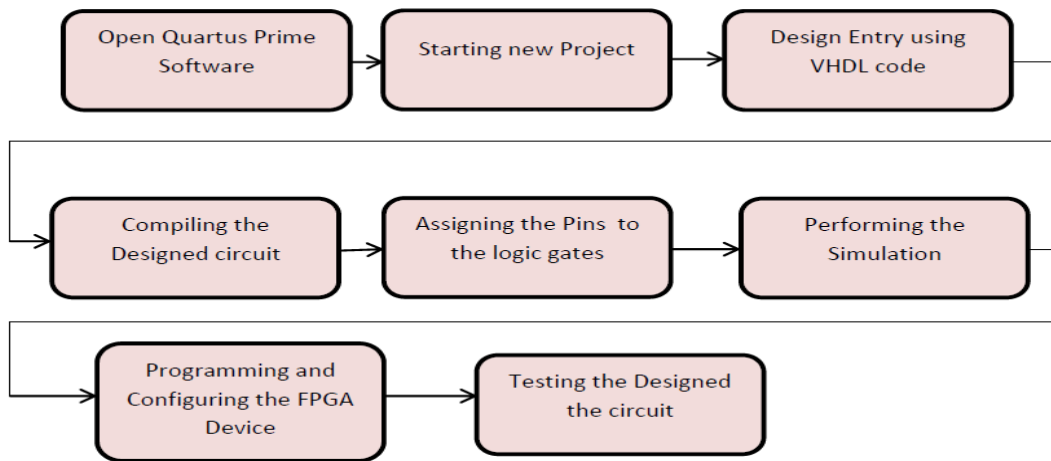 Open Quartus Prime
Software
Starting new Project
Design Entry using
VHDL code
Compiling the
Designed circuit
Assigning the Pins to
the logic gates
Performing the
Simulation
Programming and
Configuring the FPGA
Device
Testing the Designed
the circuit